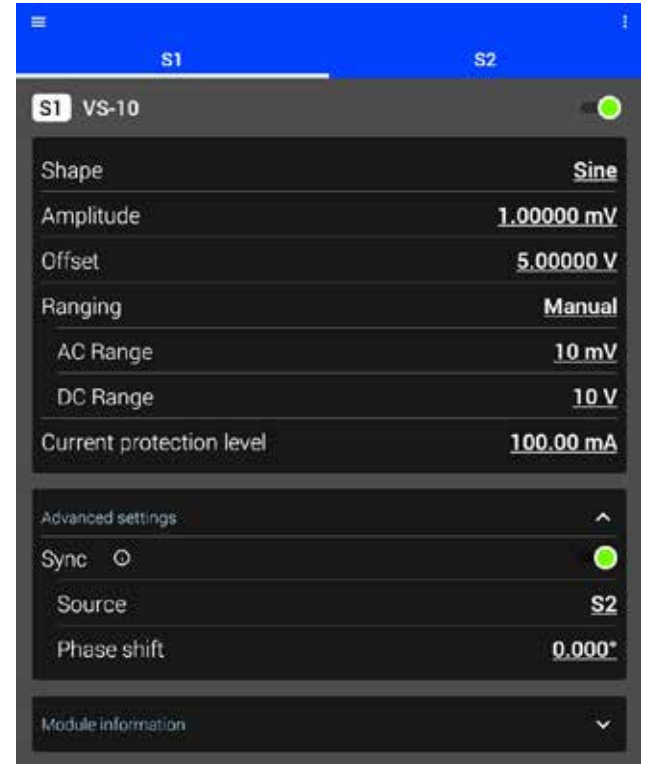 S1 S2
S1 VS-10
Shape Sine
Amplitude 1.00000 mV
Offset 5.00000 V
Ranging Manual
AC Range 10 mV
DC Range 10 V
Current protection level 100.00 mA
Advanced settings
Sync
Source S2
Phase shift 0.000°
Module information